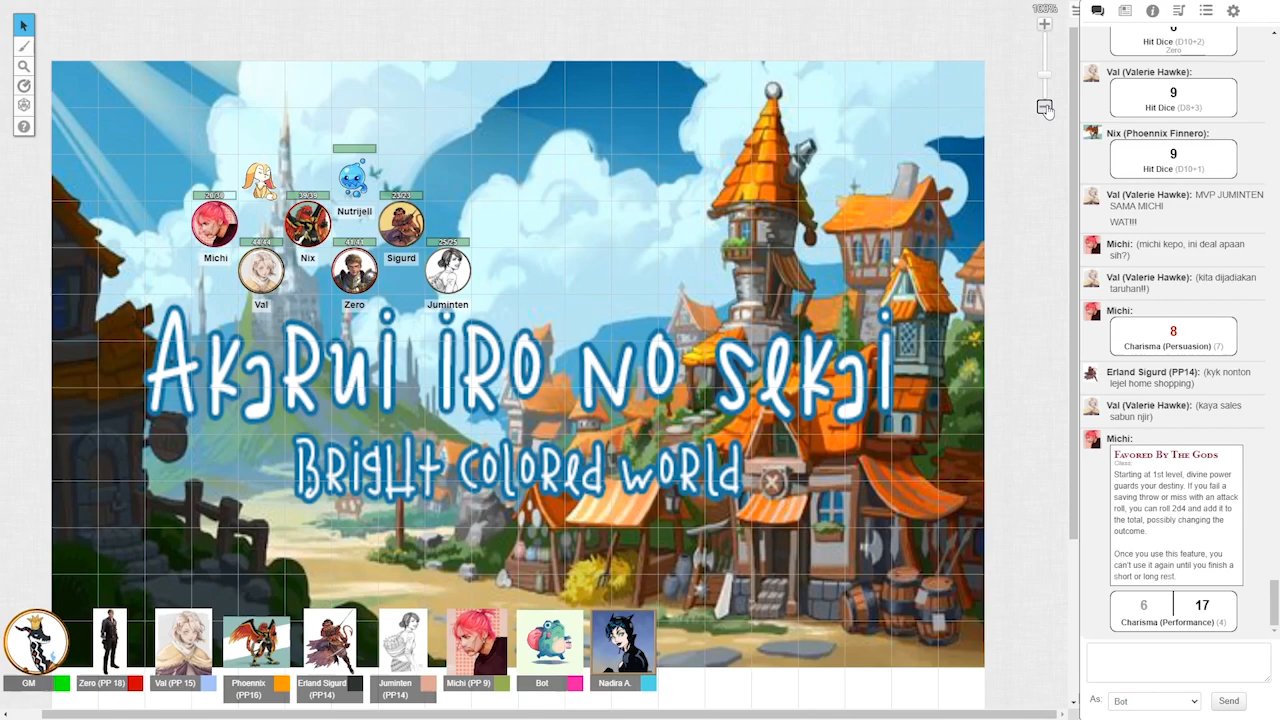 Michi
Nix
Nutrijell
Sigurd
Val
Zero
Juminten
39/39
23/23
44/44
41/41
25/25
Akarui iro no sekai
Bright colored world
GM
Zero (PP 18)
Val (PP 15)
Phoennix
(PP16)
Erland Sigurd
(PP14)
Juminten
(PP14)
Michi (PP 9)
Bot
Nadira A.
100%
Hit Dice (D10+2)
Zero
Val (Valerie Hawke):
9
Hit Dice (D8+3)
Nix (Phoennix Finnero):
9
Hit Dice (D10+1)
Val (Valerie Hawke): MVP JUMINTEN
SAMA MICHI
WAT!!!
Michi: (michi kepo, ini deal apaan
sih?)
Val (Valerie Hawke): (kita dijadiakan
taruhan!!)
Michi:
8
Charisma (Persuasion) (7)
Erland Sigurd (PP14): (kyk nonton
lejel home shopping)
Val (Valerie Hawke): (kaya sales
sabun njir)
Michi:
Favored By The Gods
Class:
Starting at 1st level, divine power
guards your destiny. If you fail a
saving throw or miss with an attack
roll, you can roll 2d4 and add it to
the total, possibly changing the
outcome.
Once you use this feature, you
can't use it again until you finish a
short or long rest.
6 17
Charisma (Performance) (4)
As: Bot Send